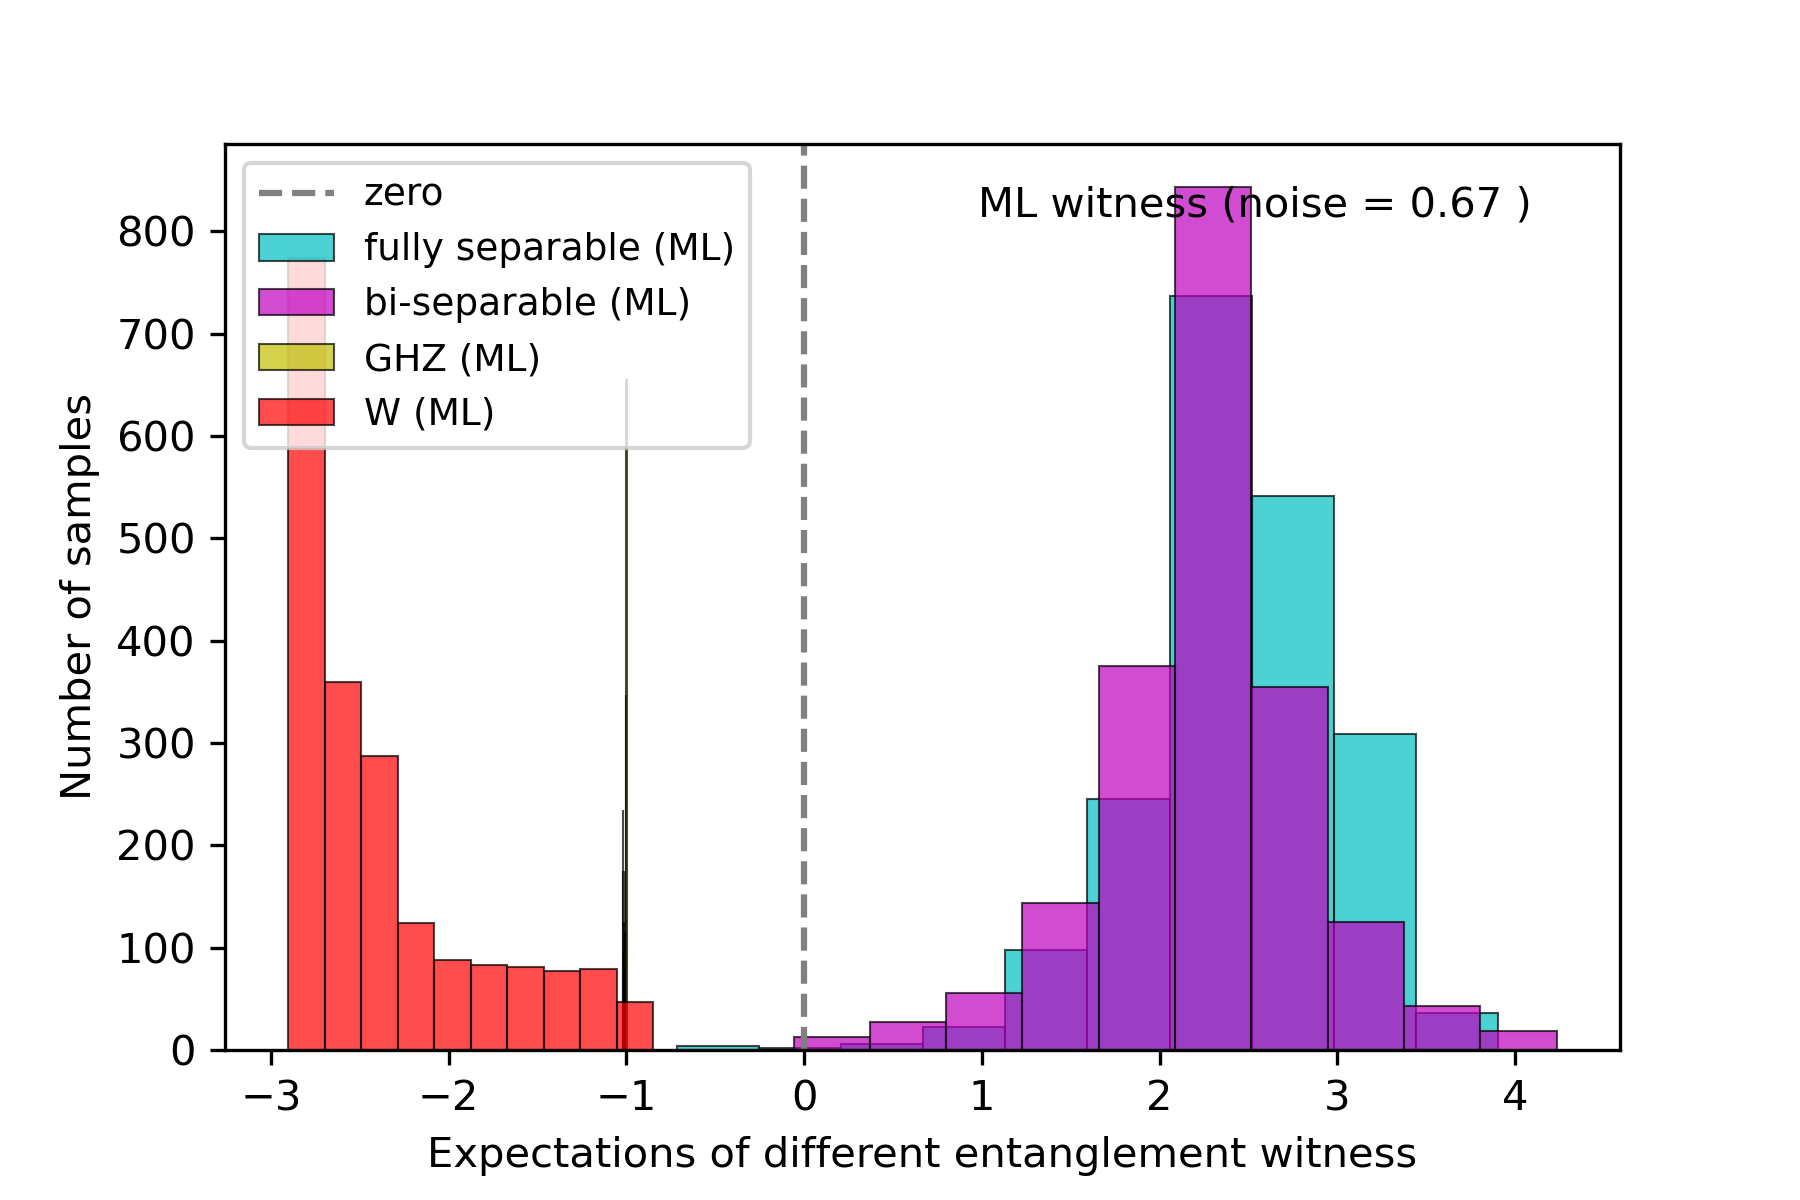 ML witness (noise = 0.67 )
zero
fully separable (ML)
bi-separable (ML)
GHZ (ML)
W (ML)
Number of samples
800
700
600
500
400
300
200
100
0
−3 −2 −1 0 1 2 3 4
Expectations of different entanglement witness